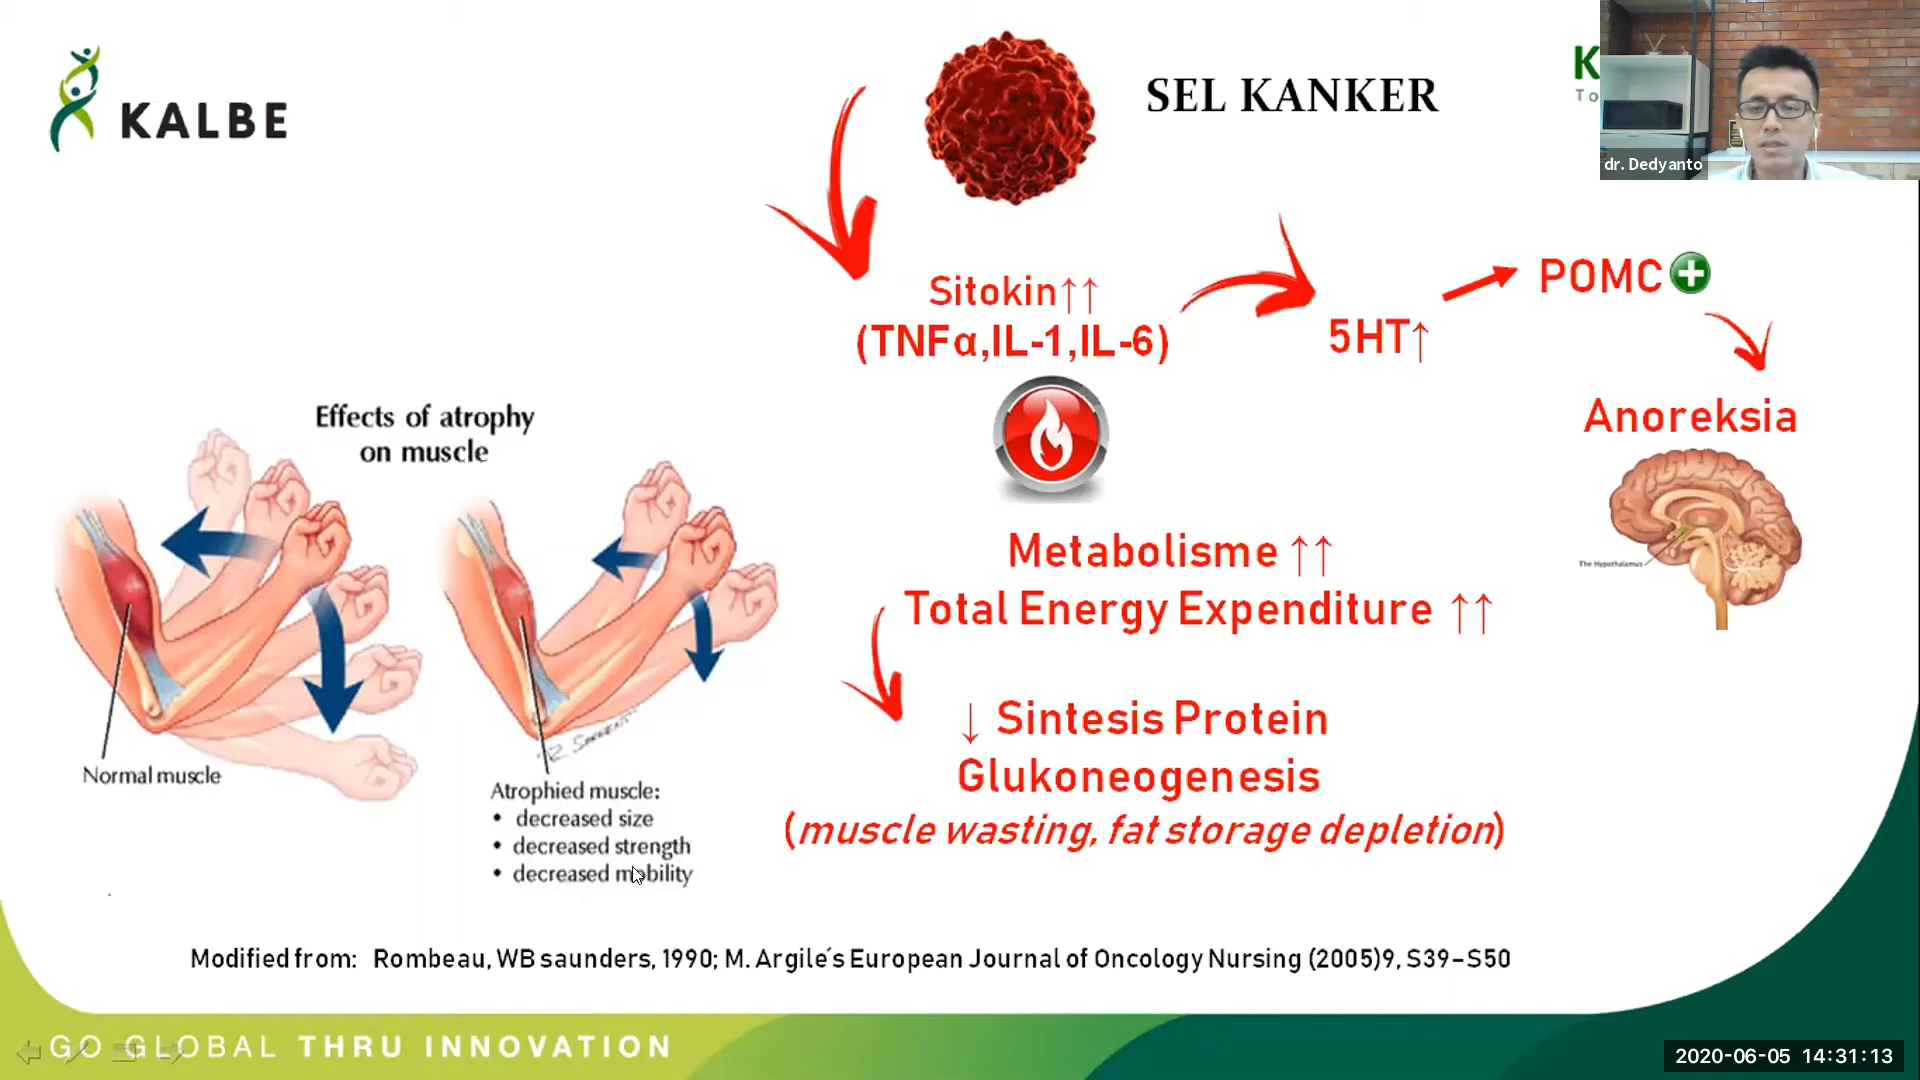 KALBE
SEL KANKER
K
To
dr. Dedyanto
Sitokin↑↑
(TNFα,IL-1,IL-6)
5HT↑
POMC
Anoreksia
The Hypothalamus
Effects of atrophy
on muscle
Normal muscle
Atrophied muscle:
• decreased size
• decreased strength
• decreased mobility
Metabolisme ↑↑
Total Energy Expenditure ↑↑
↓ Sintesis Protein
Glukoneogenesis
(muscle wasting, fat storage depletion)
Modified from: Rombeau, WB saunders, 1990; M. Argile´s European Journal of Oncology Nursing (2005)9, S39–S50
GO GLOBAL THRU INNOVATION
2020-06-05 14:31:13